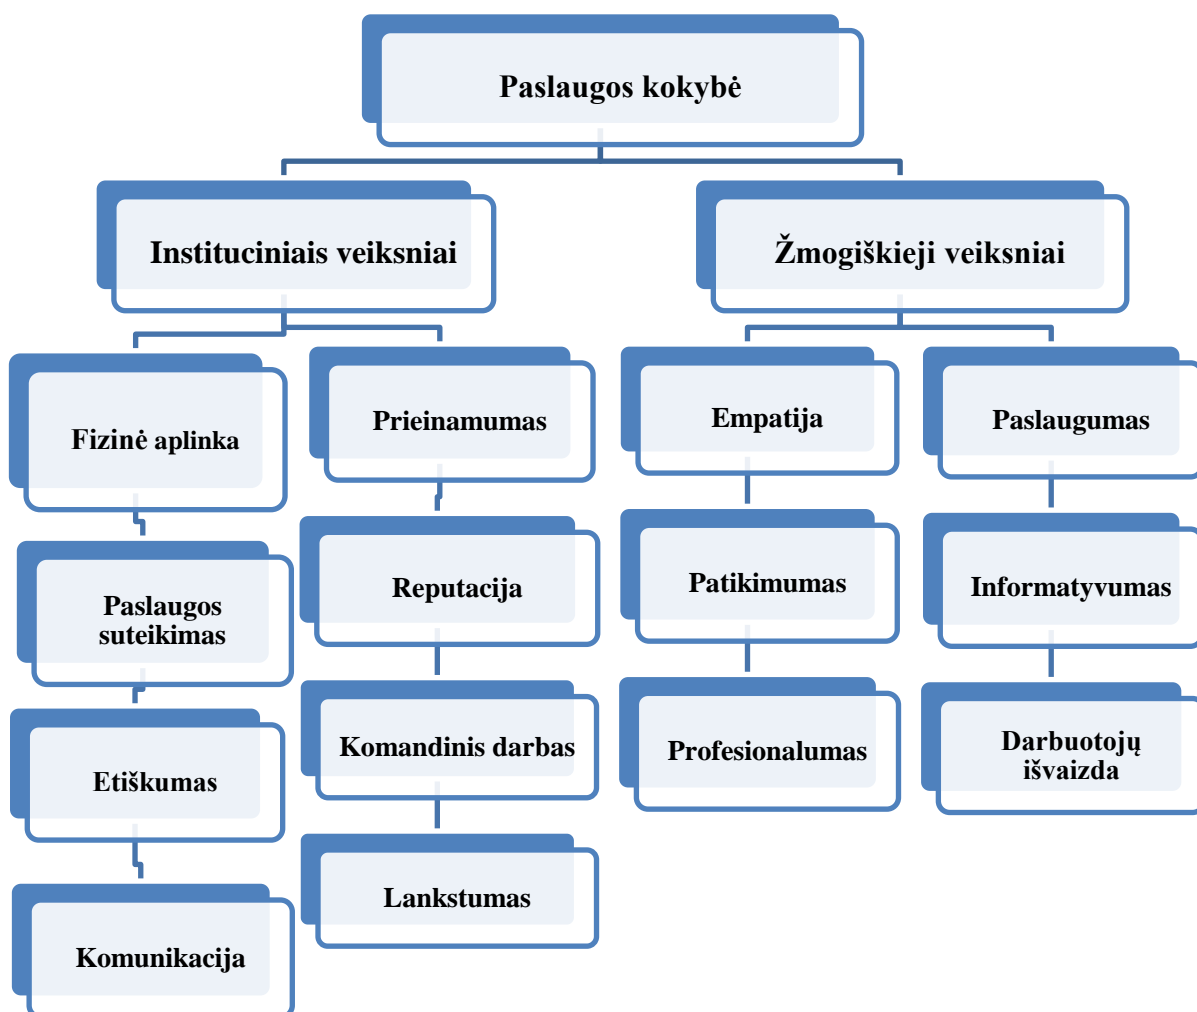 Paslaugos kokybė
Instituciniais veiksniai
Žmogiškieji veiksniai
Fizinė aplinka
Prieinamumas
Empatija
Paslaugumas
Paslaugos
suteikimas
Reputacija
Patikimumas
Informatyvumas
Etiškumas
Komandinis darbas
Profesionalumas
Darbuotojų
išvaizda
Komunikacija
Lankstumas